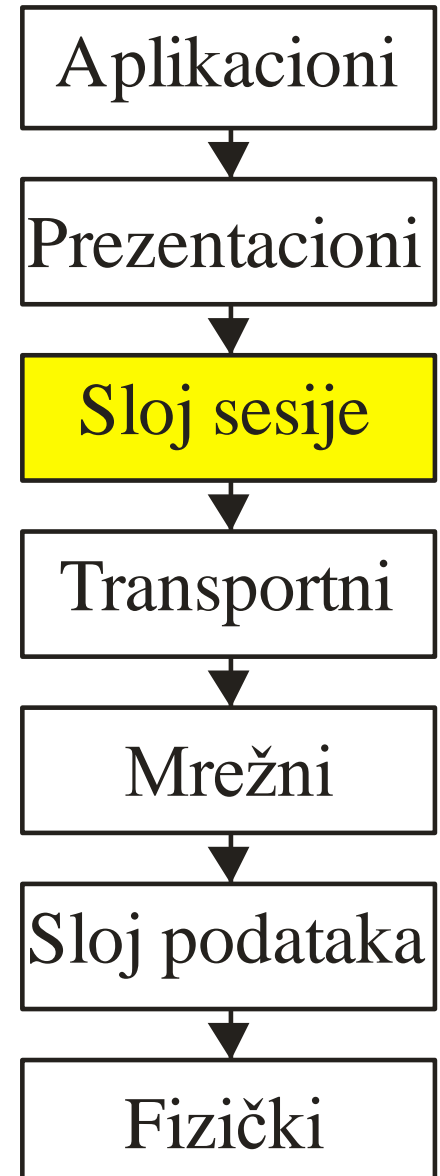 Aplikacioni
Prezentacioni
Sloj sesije
Transportni
Mrežni
Sloj podataka
Fizički